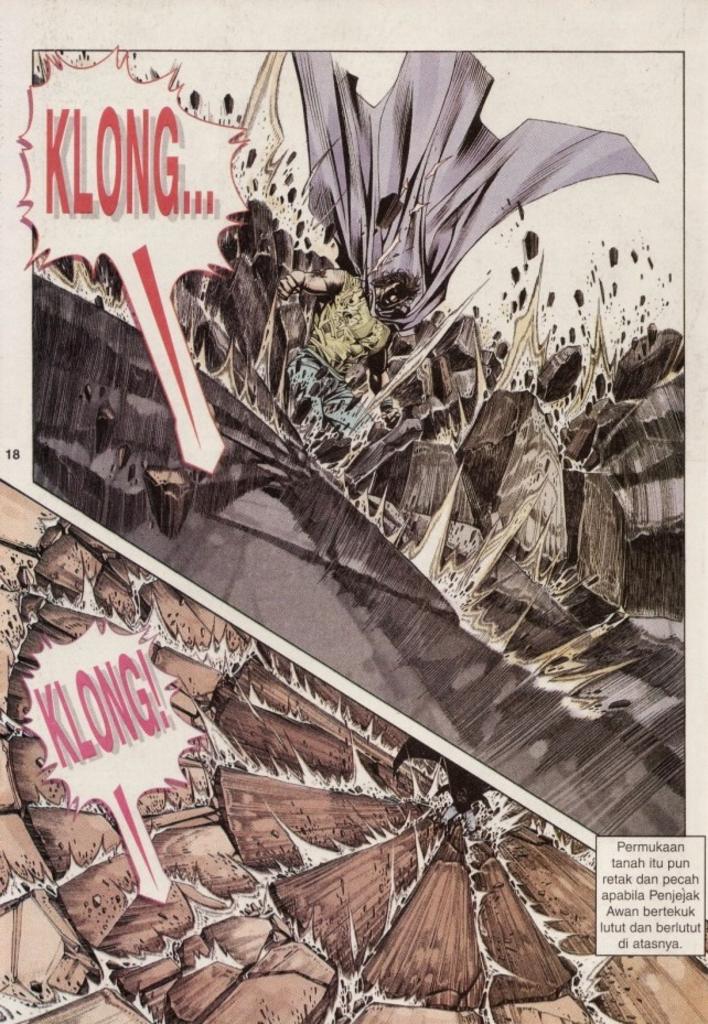 KLONG...
18
KLONG!
Permukaan
tanah itu pun
retak dan pecah
apabila Penjejak
Awan bertekuk
lutut dan berlutut
di atasnya.